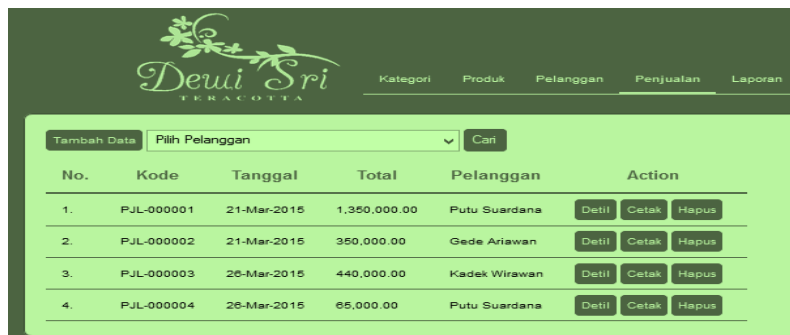 Dewi Sri
TERACOTTA
Kategori Produk Pelanggan Penjualan Laporan
Tambah Data Pilih Pelanggan Cari
No. Kode Tanggal Total Pelanggan Action
1. PJL-000001 21-Mar-2015 1,350,000.00 Putu Suardana Detil Cetak Hapus
2. PJL-000002 21-Mar-2015 350,000.00 Gede Ariawan Detil Cetak Hapus
3. PJL-000003 26-Mar-2015 440,000.00 Kadek Wirawan Detil Cetak Hapus
4. PJL-000004 26-Mar-2015 65,000.00 Putu Suardana Detil Cetak Hapus